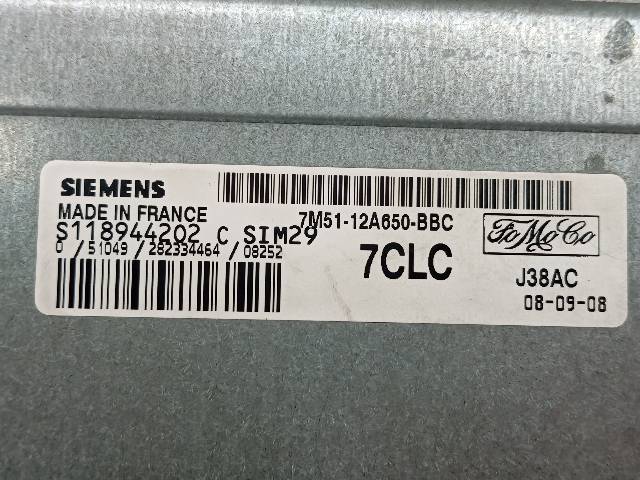 SIEMENS
MADE IN FRANCE
7M51-12A650-BBC
FoMoCo
S118944202 C SIM29
0 / 51049 / 282334464 / 08252
7CLC
J38AC
08-09-08